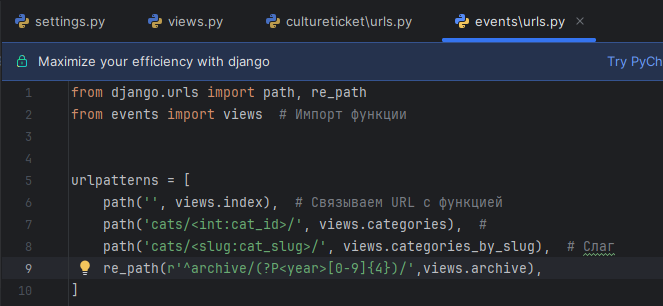 settings.py views.py cultureticket\urls.py events\urls.py
Maximize your efficiency with django Try PyCh
1 from django.urls import path, re_path
2 from events import views  # Импорт функции
3
4
5 urlpatterns = [
6     path('', views.index),  # Связываем URL с функцией
7     path('cats/<int:cat_id>/', views.categories),  #
8     path('cats/<slug:cat_slug>/', views.categories_by_slug),  # Слаг
9     re_path(r'^archive/(?P<year>[0-9]{4})/',views.archive),
10 ]